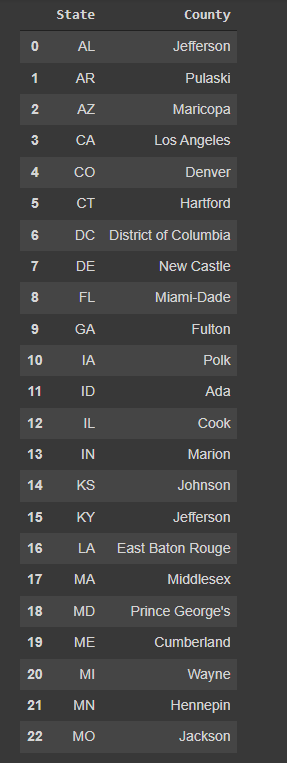 State County
0 AL Jefferson
1 AR Pulaski
2 AZ Maricopa
3 CA Los Angeles
4 CO Denver
5 CT Hartford
6 DC District of Columbia
7 DE New Castle
8 FL Miami-Dade
9 GA Fulton
10 IA Polk
11 ID Ada
12 IL Cook
13 IN Marion
14 KS Johnson
15 KY Jefferson
16 LA East Baton Rouge
17 MA Middlesex
18 MD Prince George's
19 ME Cumberland
20 MI Wayne
21 MN Hennepin
22 MO Jackson